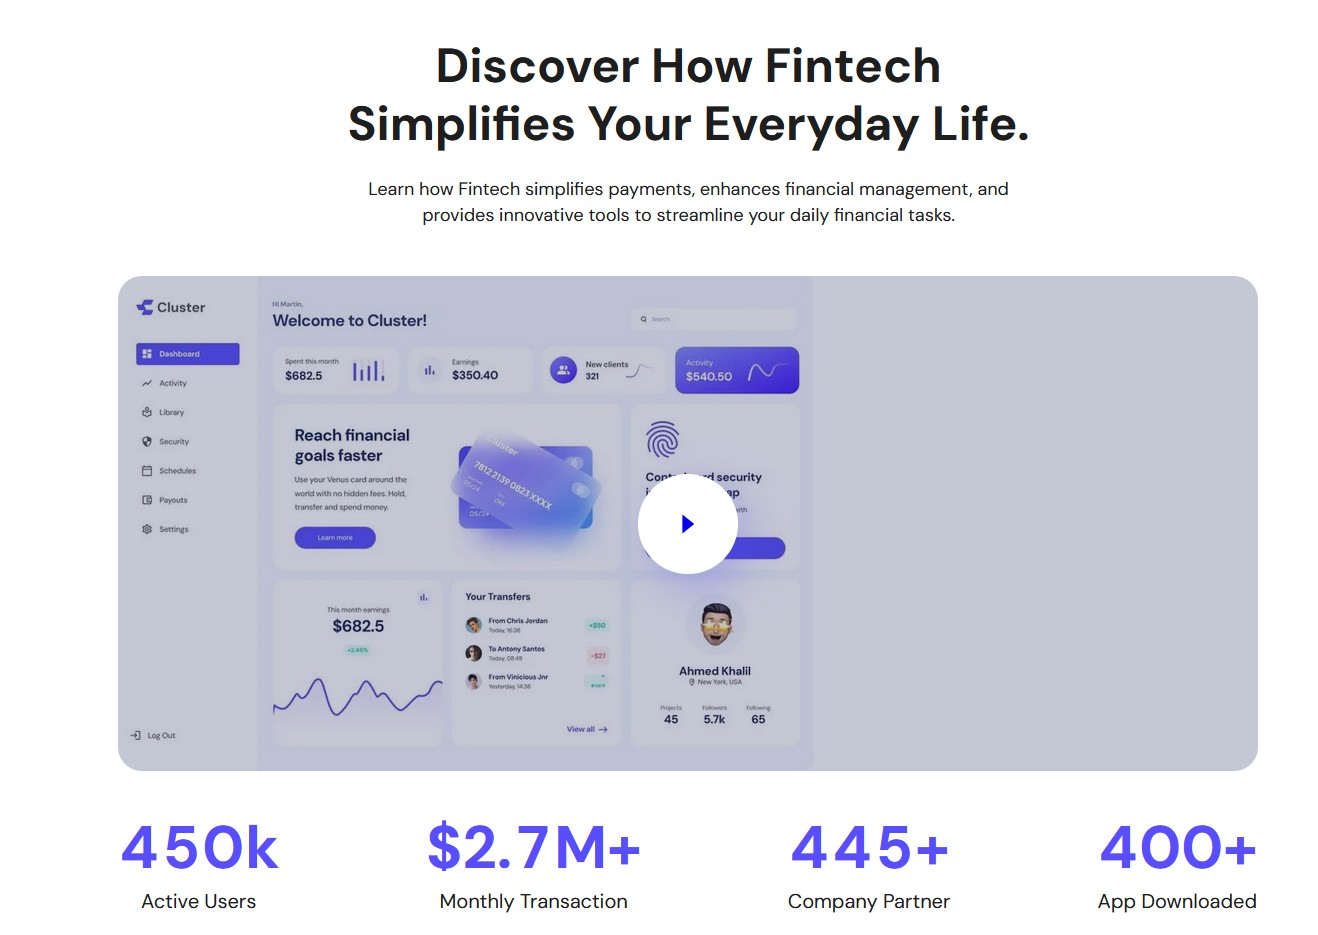 Discover How Fintech
Simplifies Your Everyday Life.
Learn how Fintech simplifies payments, enhances financial management, and
provides innovative tools to streamline your daily financial tasks.
Cluster
Dashboard
Activity
Library
Security
Schedules
Payouts
Settings
Log Out
Hi Martin,
Welcome to Cluster!
Search
Spent this month
$682.5
Earnings
$350.40
New clients
321
Activity
$540.50
Reach financial
goals faster
Use your Venus card around the
world with no hidden fees. Hold,
transfer and spend money.
Learn more
Cluster
7812 2139 0823 XXXX
05/24
09X
05/24
security
with
This month earnings
$682.5
+2.45%
Your Transfers
From Chris Jordan
Today, 16:36
+$50
To Antony Santos
Today, 08:49
-$27
From Vinicious Jnr
Yesterday, 14:36
View all
Ahmed Khalil
New York, USA
Projects
45
Followers
5.7k
Following
65
450k
Active Users
$2.7M+
Monthly Transaction
445+
Company Partner
400+
App Downloaded